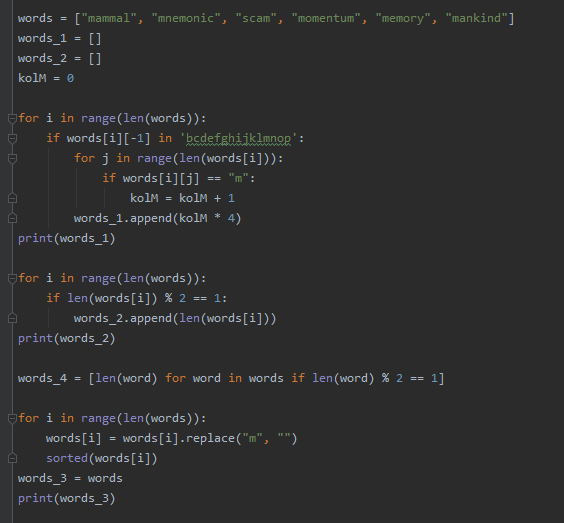 words = ["mammal", "mnemonic", "scam", "momentum", "memory", "mankind"]
words_1 = []
words_2 = []
kolM = 0

for i in range(len(words)):
    if words[i][-1] in 'bcdefghijklmnop':
        for j in range(len(words[i])):
            if words[i][j] == "m":
                kolM = kolM + 1
        words_1.append(kolM * 4)
print(words_1)

for i in range(len(words)):
    if len(words[i]) % 2 == 1:
        words_2.append(len(words[i]))
print(words_2)

words_4 = [len(word) for word in words if len(word) % 2 == 1]

for i in range(len(words)):
    words[i] = words[i].replace("m", "")
    sorted(words[i])
words_3 = words
print(words_3)